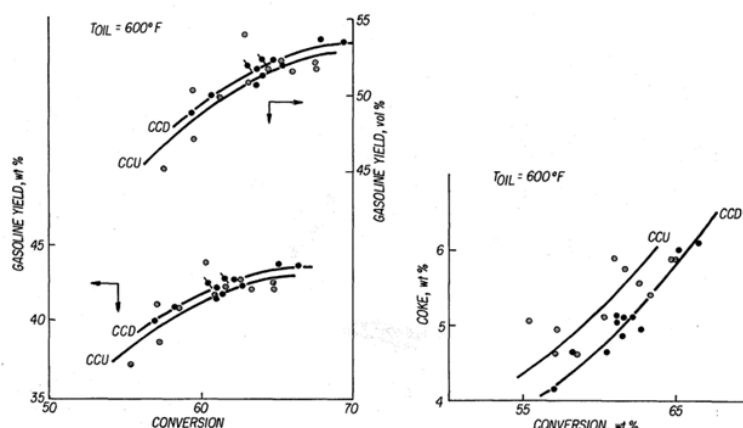 TOIL = 600°F
55
50
45
GASOLINE YIELD, vol %
CCD
CCU
GASOLINE YIELD, wt %
45
40
35
CCD
CCU
50
60
70
CONVERSION
TOIL = 600°F
CCU
CCD
COKE, wt %
6
5
4
55
65
CONVERSION, wt %